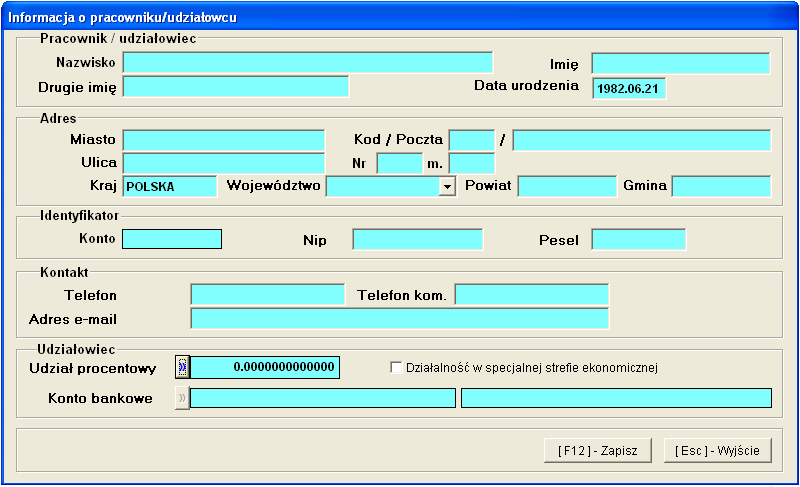 Informacja o pracowniku/udziałowcu
Pracownik / udziałowiec
Nazwisko Imię
Drugie imię Data urodzenia 1982.06.21
Adres
Miasto Kod / Poczta /
Ulica Nr m.
Kraj POLSKA Województwo Powiat Gmina
Identyfikator
Konto Nip Pesel
Kontakt
Telefon Telefon kom.
Adres e-mail
Udziałowiec
Udział procentowy » 0.0000000000000 Działalność w specjalnej strefie ekonomicznej
Konto bankowe »
[ F12 ] - Zapisz [ Esc ] - Wyjście